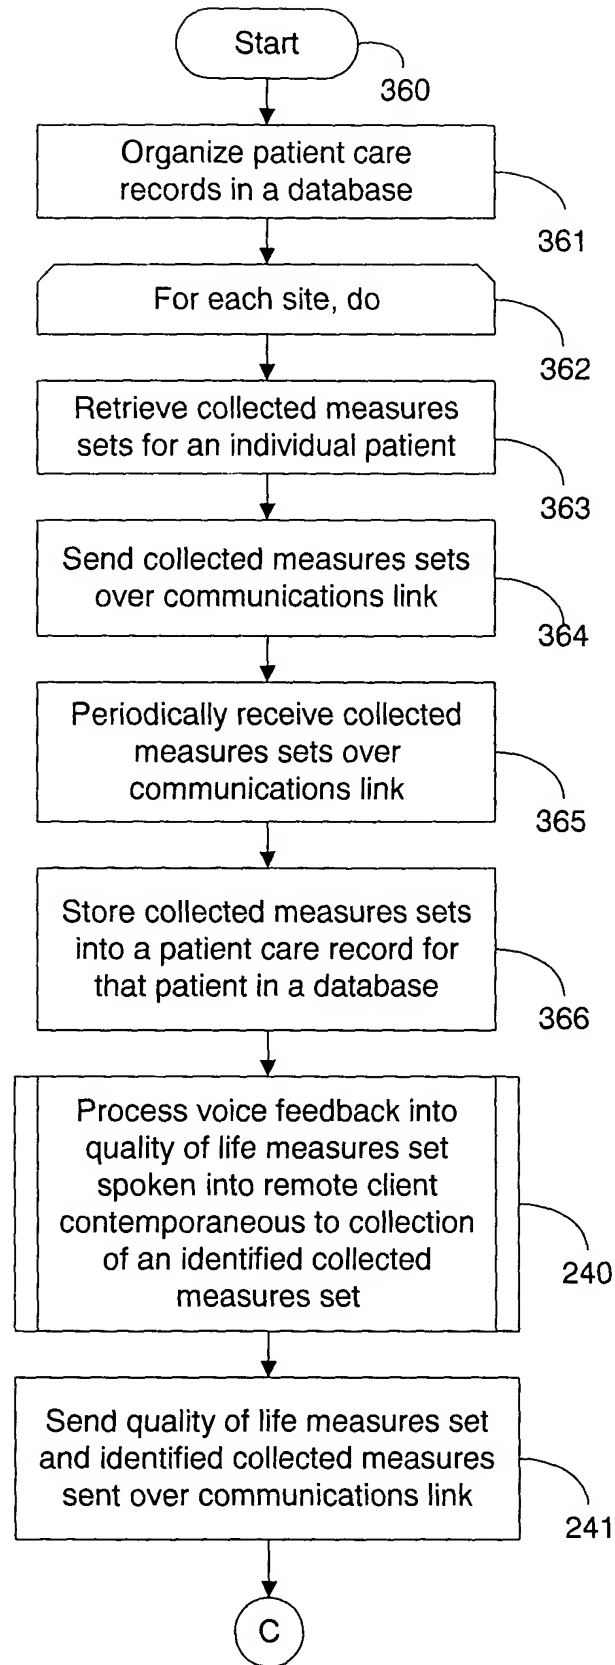 Start
360
Organize patient care
records in a database
361
For each site, do
362
Retrieve collected measures
sets for an individual patient
363
Send collected measures sets
over communications link
364
Periodically receive collected
measures sets over
communications link
365
Store collected measures sets
into a patient care record for
that patient in a database
366
Process voice feedback into
quality of life measures set
spoken into remote client
contemporaneous to collection
of an identified collected
measures set
240
Send quality of life measures set
and identified collected measures
sent over communications link
241
C